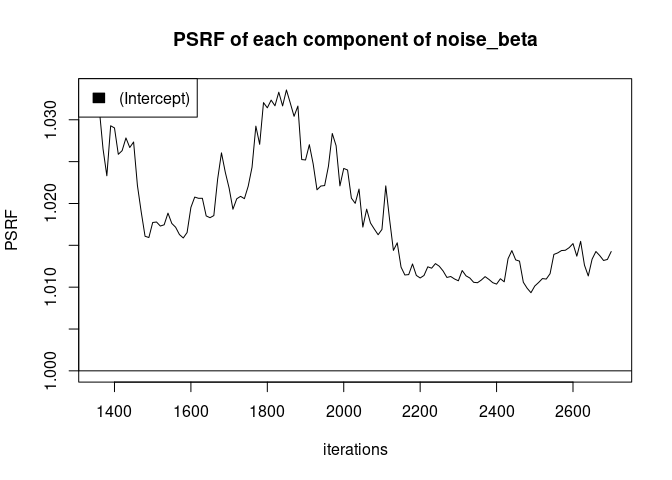 PSRF of each component of noise_beta
(Intercept)
1.030
1.020
PSRF
1.010
1.000
1400 1600 1800 2000 2200 2400 2600
iterations